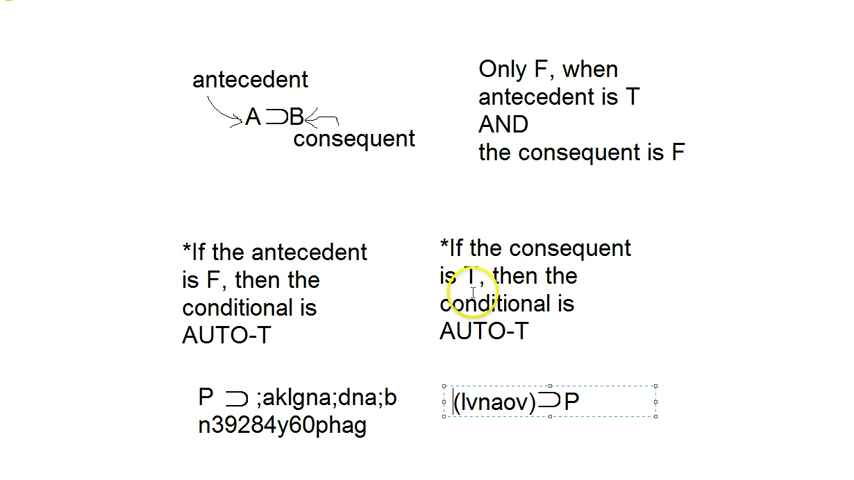 antecedent
A ⊃ B
consequent
Only F, when
antecedent is T
AND
the consequent is F
*If the antecedent
is F, then the
conditional is
AUTO-T
*If the consequent
is T, then the
conditional is
AUTO-T
P ⊃ ;aklgna;dna;b
n39284y60phag
(lvnaov)⊃P